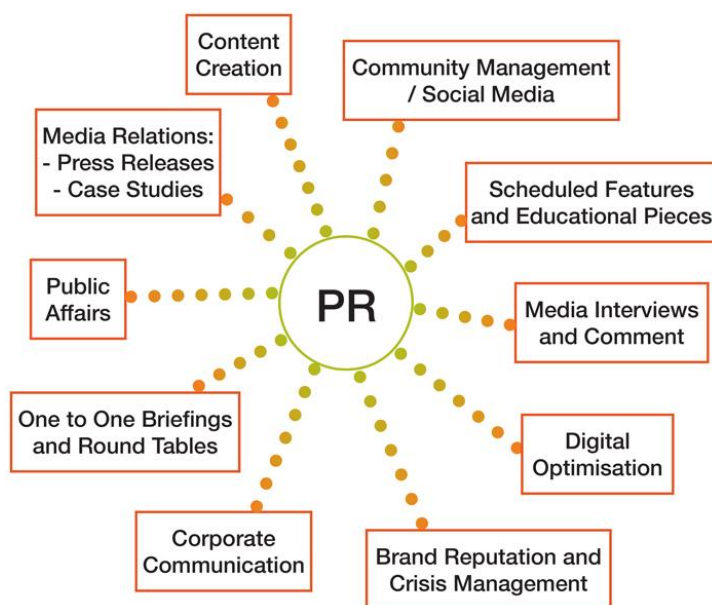 Content
Creation
Community Management
/ Social Media
Media Relations:
- Press Releases
- Case Studies
Scheduled Features
and Educational Pieces
Public
Affairs
PR
Media Interviews
and Comment
One to One Briefings
and Round Tables
Digital
Optimisation
Corporate
Communication
Brand Reputation and
Crisis Management